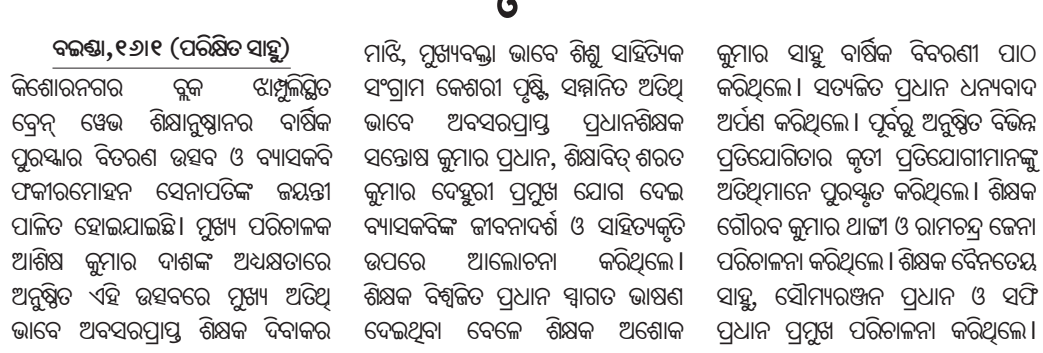 ଓ
ବଇଣ୍ଡା,୧୬ା୧ (ପରିକ୍ଷିତ ସାହୁ)
କିଶୋରନଗର ବ୍ଲକ ଝାମ୍ପୁଲିସ୍ଥିତ
ବ୍ରେନ୍ ୱେଭ ଶିକ୍ଷାନୁଷ୍ଠାନର ବାର୍ଷିକ
ପୁରସ୍କାର ବିତରଣ ଉତ୍ସବ ଓ ବ୍ୟାସକବି
ଫକୀରମୋହନ ସେନାପତିଙ୍କ ଜୟନ୍ତୀ
ପାଳିତ ହୋଇଯାଇଛି। ମୁଖ୍ୟ ପରିଚାଳକ
ଆଶିଷ କୁମାର ଦାଶଙ୍କ ଅଧ୍ୟକ୍ଷତାରେ
ଅନୁଷ୍ଠିତ ଏହି ଉତ୍ସବରେ ମୁଖ୍ୟ ଅତିଥି
ଭାବେ ଅବସରପ୍ରାପ୍ତ ଶିକ୍ଷକ ଦିବାକର
ମାଝି, ମୁଖ୍ୟବକ୍ତା ଭାବେ ଶିଶୁ ସାହିତ୍ୟିକ
ସଂଗ୍ରାମ କେଶରୀ ପୃଷ୍ଟି, ସମ୍ମାନିତ ଅତିଥି
ଭାବେ ଅବସରପ୍ରାପ୍ତ ପ୍ରଧାନଶିକ୍ଷକ
ସନ୍ତୋଷ କୁମାର ପ୍ରଧାନ, ଶିକ୍ଷାବିତ୍ ଶରତ
କୁମାର ଦେହୁରୀ ପ୍ରମୁଖ ଯୋଗ ଦେଇ
ବ୍ୟାସକବିଙ୍କ ଜୀବନାଦର୍ଶ ଓ ସାହିତ୍ୟକୃତି
ଉପରେ ଆଲୋଚନା କରିଥିଲେ।
ଶିକ୍ଷକ ବିଶ୍ୱଜିତ ପ୍ରଧାନ ସ୍ୱାଗତ ଭାଷଣ
ଦେଇଥିବା ବେଳେ ଶିକ୍ଷକ ଅଶୋକ
କୁମାର ସାହୁ ବାର୍ଷିକ ବିବରଣୀ ପାଠ
କରିଥିଲେ। ସତ୍ୟଜିତ ପ୍ରଧାନ ଧନ୍ୟବାଦ
ଅର୍ପଣ କରିଥିଲେ। ପୂର୍ବରୁ ଅନୁଷ୍ଠିତ ବିଭିନ୍ନ
ପ୍ରତିଯୋଗିତାର କୃତୀ ପ୍ରତିଯୋଗୀମାନଙ୍କୁ
ଅତିଥିମାନେ ପୁରସ୍କୃତ କରିଥିଲେ। ଶିକ୍ଷକ
ଗୌରବ କୁମାର ଥାଟ୍ଟୀ ଓ ରାମଚନ୍ଦ୍ର ଜେନା
ପରିଚାଳନା କରିଥିଲେ। ଶିକ୍ଷକ ବୈନତେୟ
ସାହୁ, ସୌମ୍ୟରଞ୍ଜନ ପ୍ରଧାନ ଓ ସଫି
ପ୍ରଧାନ ପ୍ରମୁଖ ପରିଚାଳନା କରିଥିଲେ।